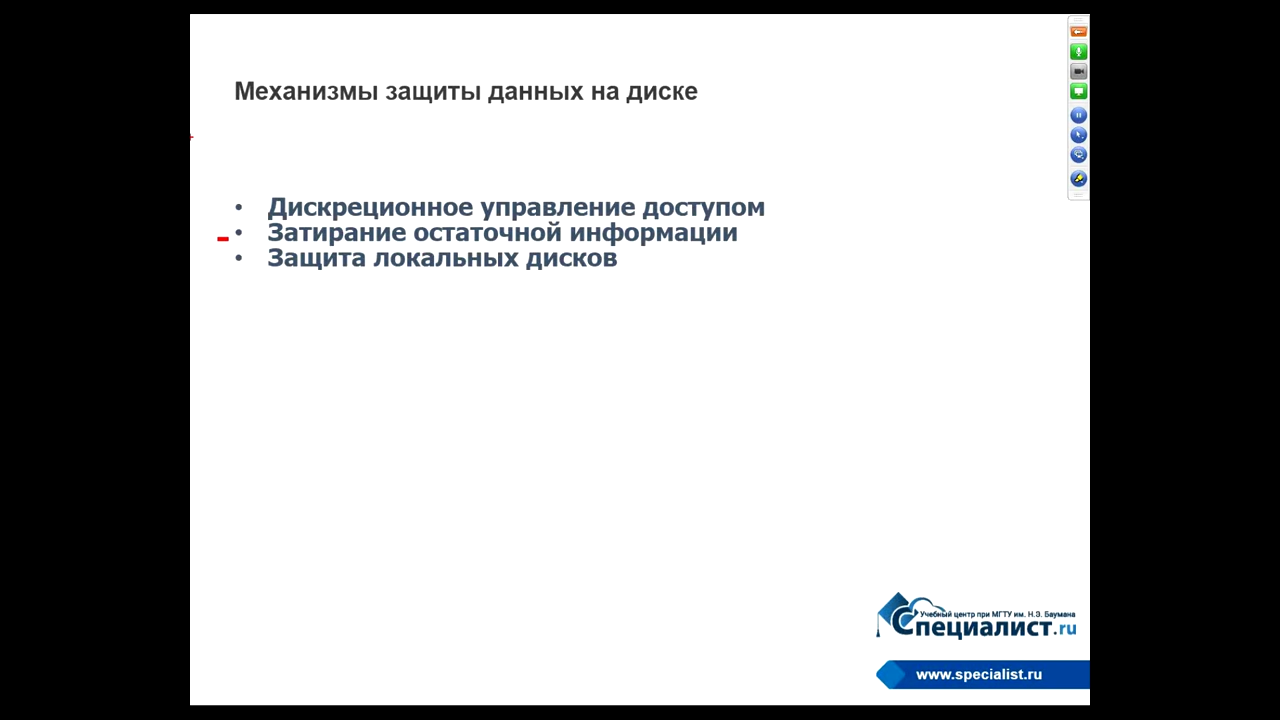 Механизмы защиты данных на диске
• Дискреционное управление доступом
• Затирание остаточной информации
• Защита локальных дисков
Учебный центр при МГТУ им. Н.Э. Баумана
Специалист.ru
www.specialist.ru